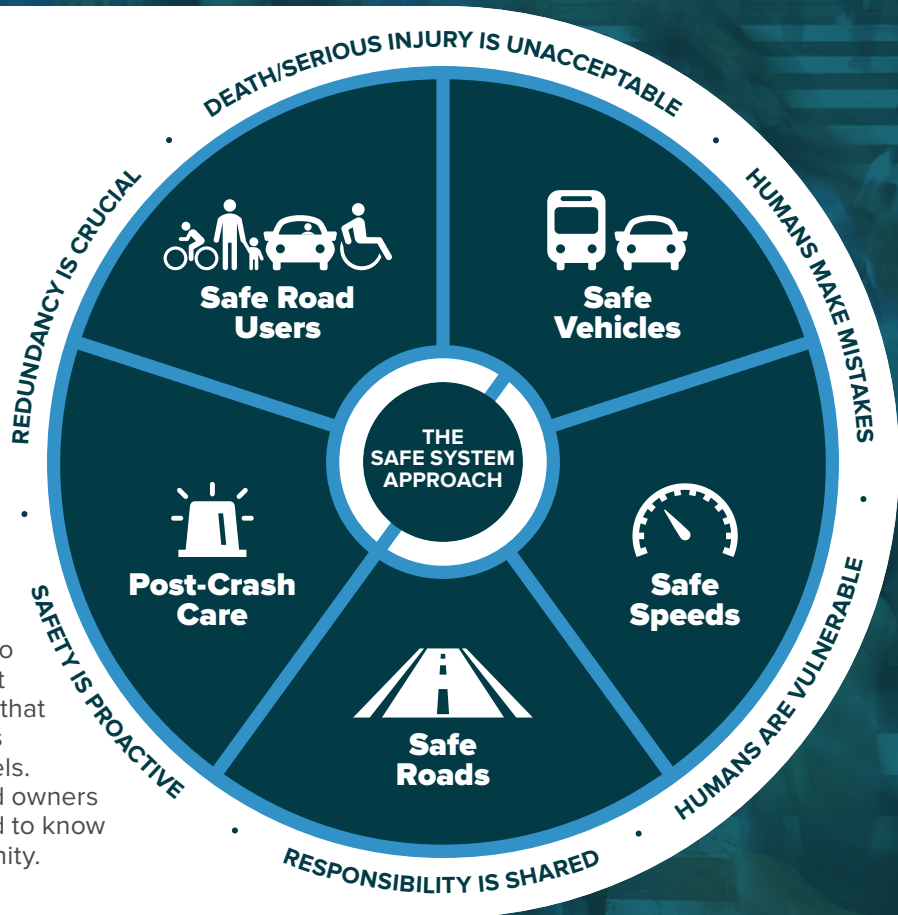 DEATH/SERIOUS INJURY IS UNACCEPTABLE
HUMANS MAKE MISTAKES
HUMANS ARE VULNERABLE
RESPONSIBILITY IS SHARED
SAFETY IS PROACTIVE
REDUNDANCY IS CRUCIAL
Safe Road
Users
Safe
Vehicles
Safe
Speeds
Safe
Roads
Post-Crash
Care
THE
SAFE SYSTEM
APPROACH
that
owners
to know